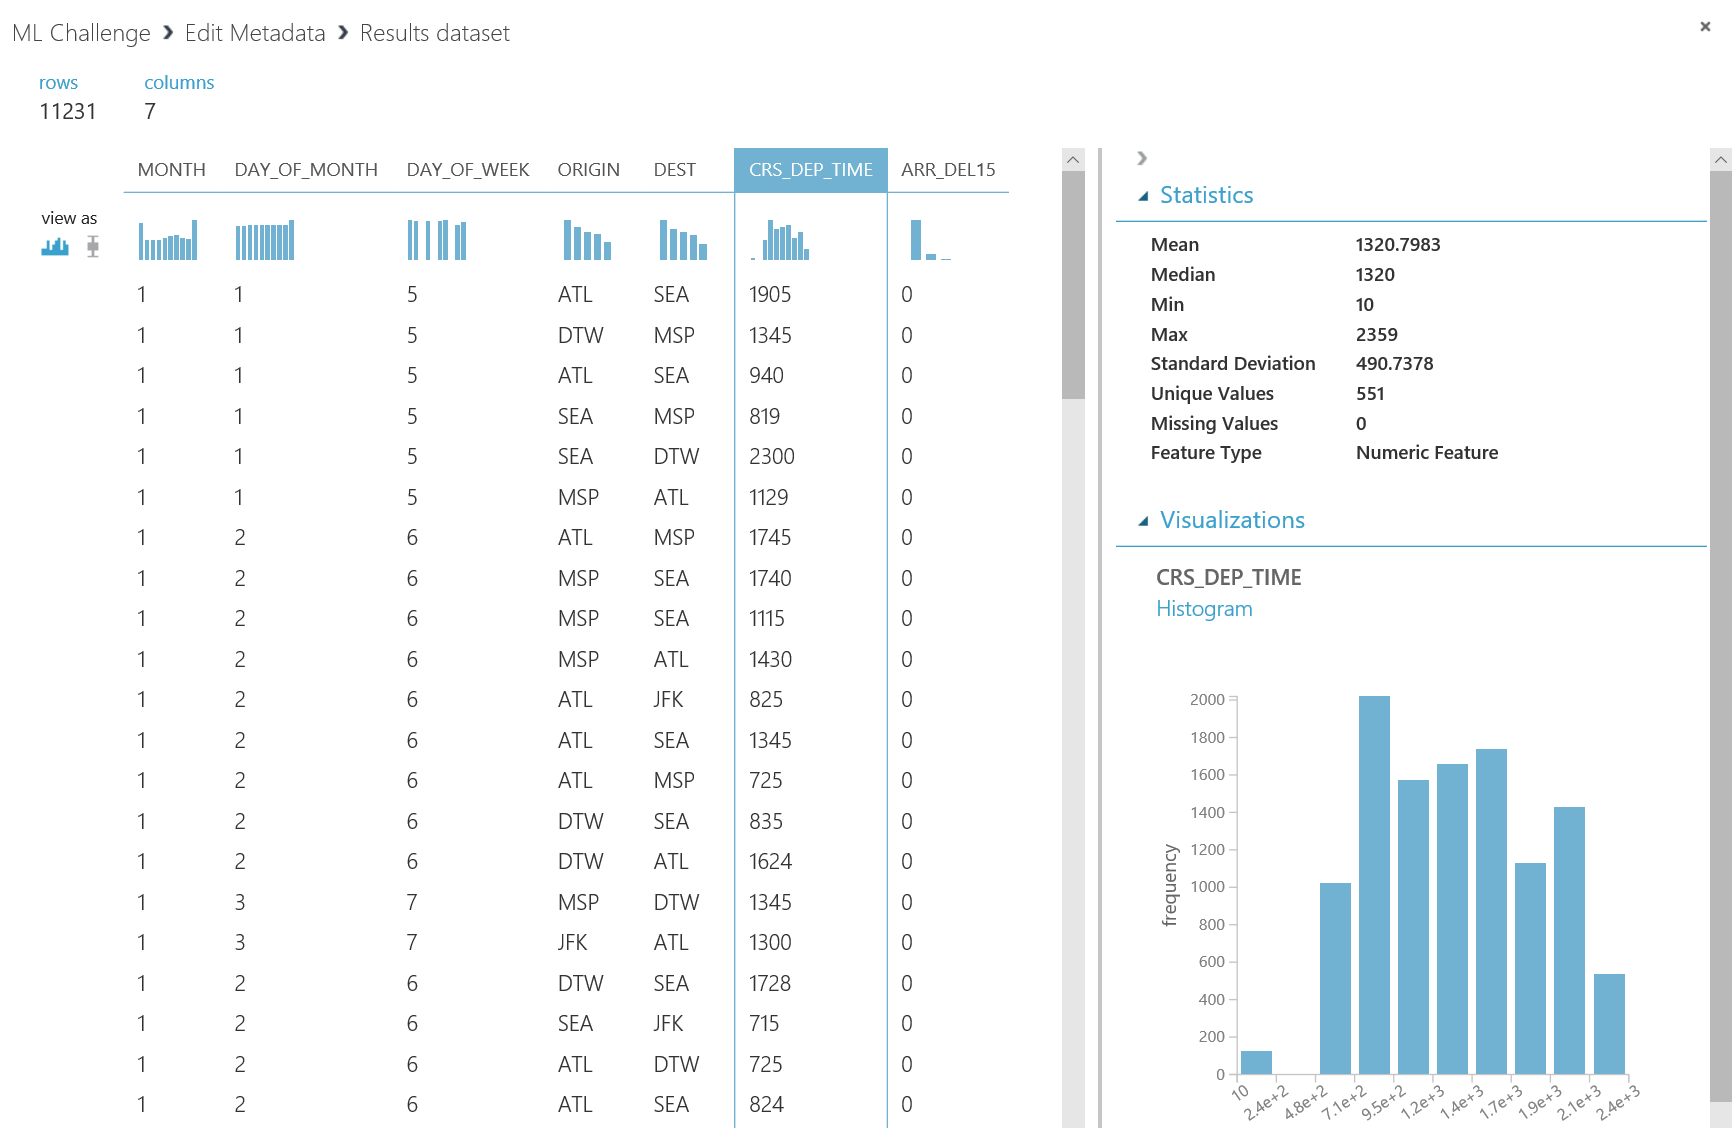 ML Challenge › Edit Metadata › Results dataset
rows columns
11231 7
MONTH DAY_OF_MONTH DAY_OF_WEEK ORIGIN DEST CRS_DEP_TIME ARR_DEL15
view as
1 1 5 ATL SEA 1905 0
1 1 5 DTW MSP 1345 0
1 1 5 ATL SEA 940 0
1 1 5 SEA MSP 819 0
1 1 5 SEA DTW 2300 0
1 1 5 MSP ATL 1129 0
1 2 6 ATL MSP 1745 0
1 2 6 MSP SEA 1740 0
1 2 6 MSP SEA 1115 0
1 2 6 MSP ATL 1430 0
1 2 6 ATL JFK 825 0
1 2 6 ATL SEA 1345 0
1 2 6 ATL MSP 725 0
1 2 6 DTW SEA 835 0
1 2 6 DTW ATL 1624 0
1 3 7 MSP DTW 1345 0
1 3 7 JFK ATL 1300 0
1 2 6 DTW SEA 1728 0
1 2 6 SEA JFK 715 0
1 2 6 ATL DTW 725 0
1 2 6 ATL SEA 824 0
Statistics
Mean 1320.7983
Median 1320
Min 10
Max 2359
Standard Deviation 490.7378
Unique Values 551
Missing Values 0
Feature Type Numeric Feature
Visualizations
CRS_DEP_TIME
Histogram
frequency
2000
1800
1600
1400
1200
1000
800
600
400
200
0
10 2.4e+2 4.8e+2 7.1e+2 9.5e+2 1.2e+3 1.4e+3 1.7e+3 1.9e+3 2.1e+3 2.4e+3